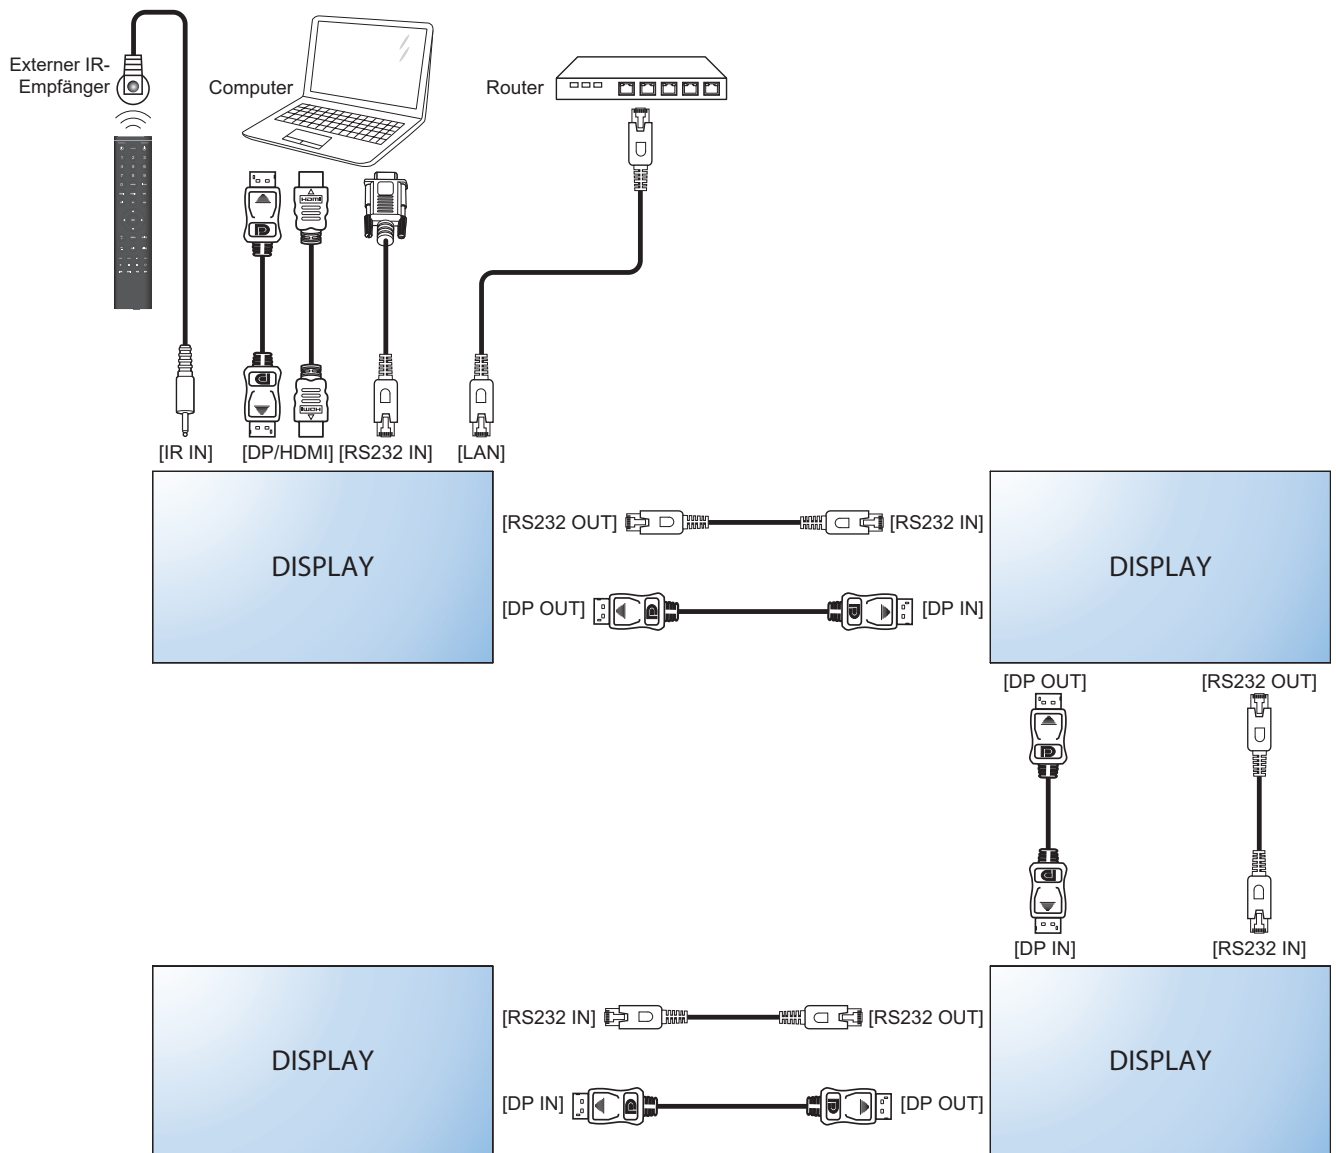 Externer IR-
Empfänger
Computer
Router
HDMI
HDMI
[IR IN]
[DP/HDMI]
[RS232 IN]
[LAN]
DISPLAY
[RS232 OUT]
[RS232 IN]
[DP OUT]
[DP IN]
DISPLAY
[DP OUT]
[RS232 OUT]
[DP IN]
[RS232 IN]
DISPLAY
[RS232 IN]
[RS232 OUT]
[DP IN]
[DP OUT]
DISPLAY